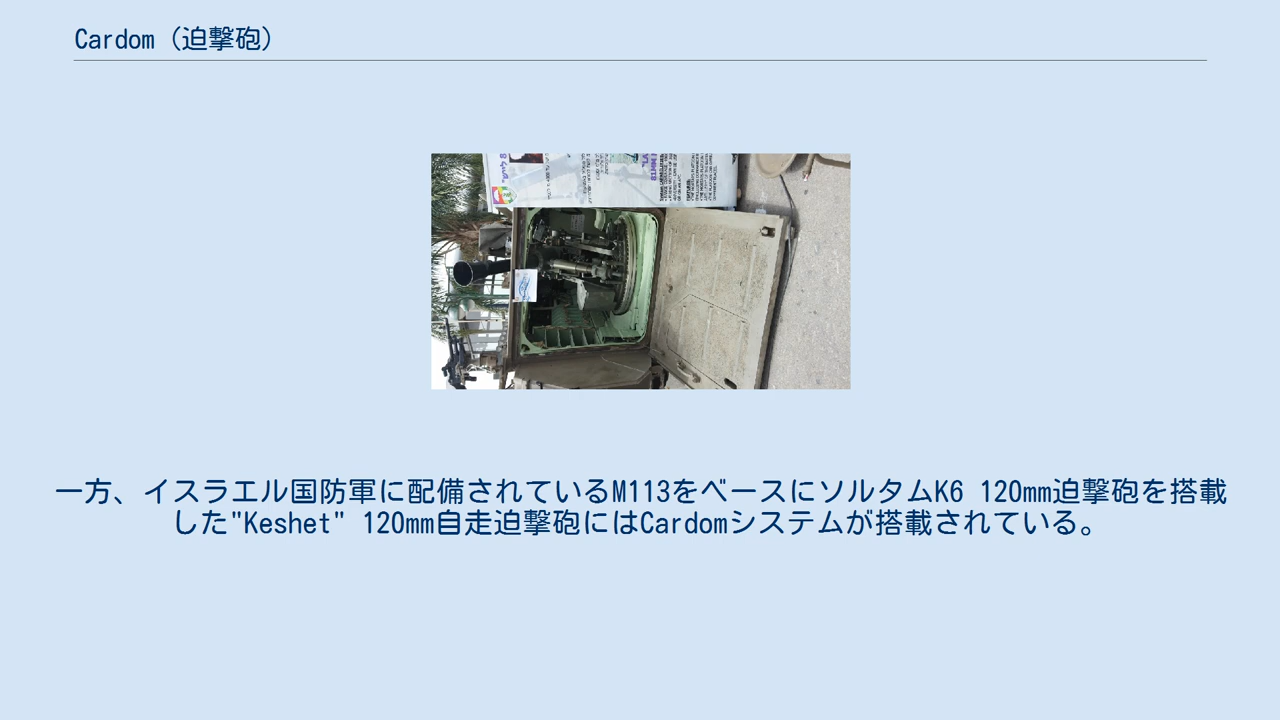 Cardom（迫撃砲）
81MM
一方、イスラエル国防軍に配備されているM113をベースにソルタムK6 120mm迫撃砲を搭載
した"Keshet" 120mm自走迫撃砲にはCardomシステムが搭載されている。